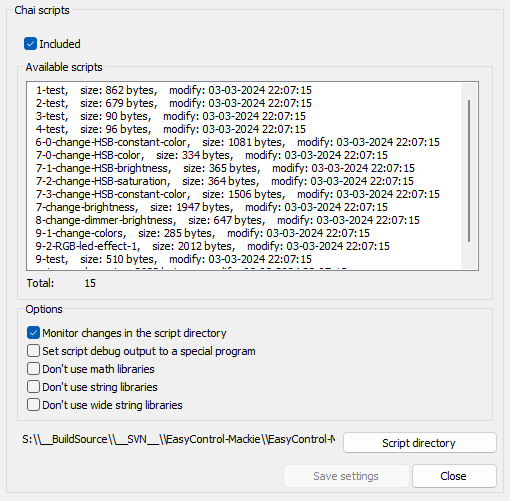 Chai scripts
Included
Available scripts
1-test, size: 862 bytes, modify: 03-03-2024 22:07:15
2-test, size: 679 bytes, modify: 03-03-2024 22:07:15
3-test, size: 90 bytes, modify: 03-03-2024 22:07:15
4-test, size: 96 bytes, modify: 03-03-2024 22:07:15
6-0-change-HSB-constant-color, size: 1081 bytes, modify: 03-03-2024 22:07:15
7-0-change-HSB-color, size: 334 bytes, modify: 03-03-2024 22:07:15
7-1-change-HSB-brightness, size: 365 bytes, modify: 03-03-2024 22:07:15
7-2-change-HSB-saturation, size: 364 bytes, modify: 03-03-2024 22:07:15
7-3-change-HSB-constant-color, size: 1506 bytes, modify: 03-03-2024 22:07:15
7-change-brightness, size: 1947 bytes, modify: 03-03-2024 22:07:15
8-change-dimmer-brightness, size: 647 bytes, modify: 03-03-2024 22:07:15
9-1-change-colors, size: 285 bytes, modify: 03-03-2024 22:07:15
9-2-RGB-led-effect-1, size: 2012 bytes, modify: 03-03-2024 22:07:15
9-test, size: 510 bytes, modify: 03-03-2024 22:07:15
Total: 15
Options
Monitor changes in the script directory
Set script debug output to a special program
Don't use math libraries
Don't use string libraries
Don't use wide string libraries
S:\\__BuildSource\\__SVN__\\EasyControl-Mackie\\EasyControl-M
Script directory
Save settings
Close